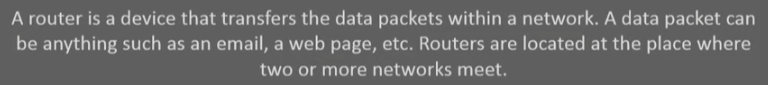 A router is a device that transfers the data packets within a network. A data packet can
be anything such as an email, a web page, etc. Routers are located at the place where
two or more networks meet.